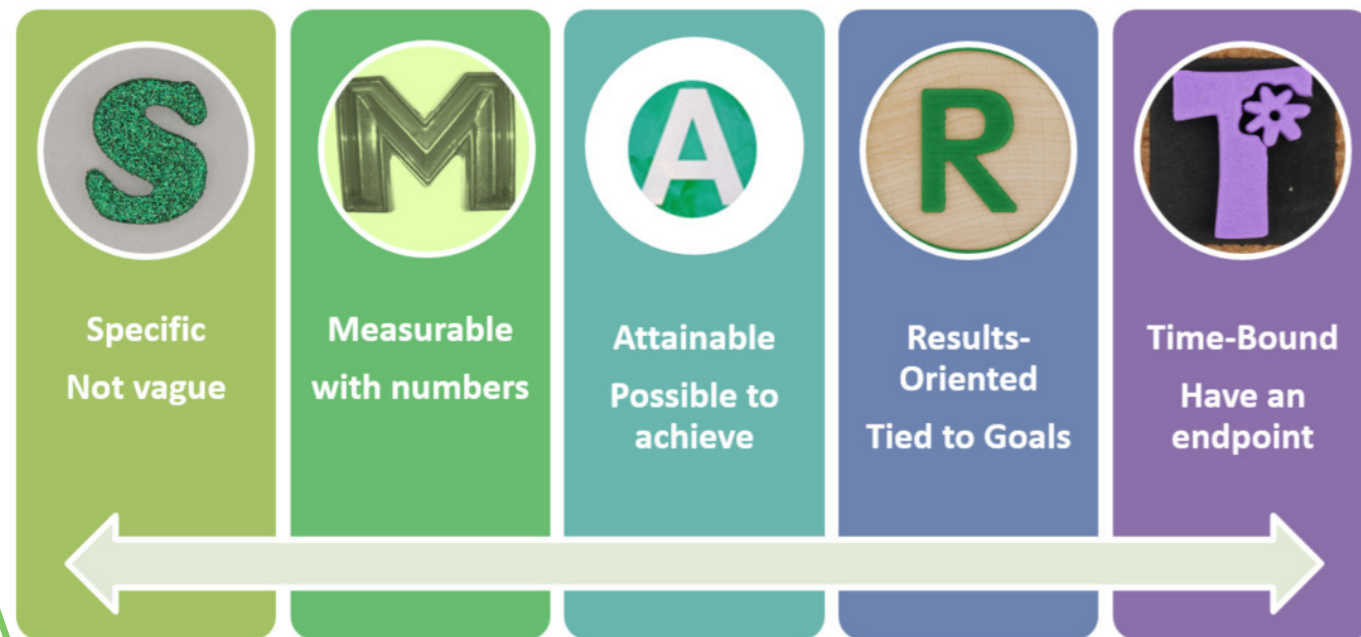 S
Specific
Not vague
M
Measurable
with numbers
A
Attainable
Possible to
achieve
R
Results-
Oriented
Tied to Goals
T
Time-Bound
Have an
endpoint